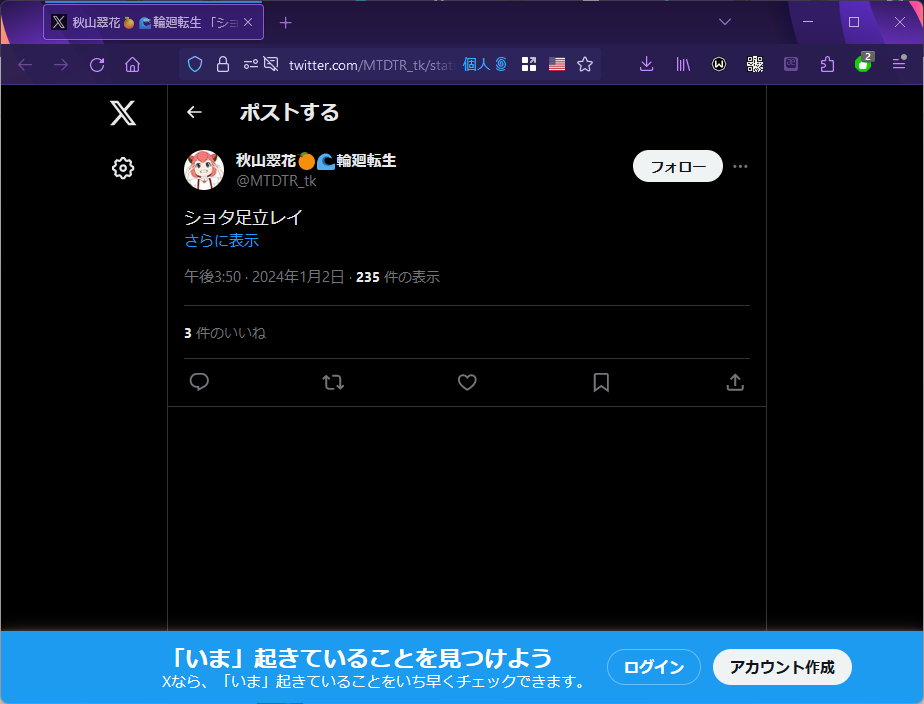 秋山翠花🍊🌊輪廻転生 「ショ
twitter.com/MTDTR_tk/stat
個人
2
ポストする
秋山翠花🍊🌊輪廻転生
@MTDTR_tk
フォロー
ショタ足立レイ
さらに表示
午後3:50 · 2024年1月2日 · 235 件の表示
3 件のいいね
「いま」起きていることを見つけよう
Xなら、「いま」起きていることをいち早くチェックできます。
ログイン
アカウント作成